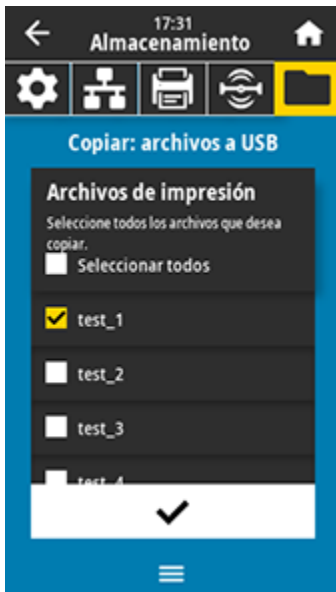 17:31
Almacenamiento
Copiar: archivos a USB
Archivos de impresión
Seleccione todos los archivos que desea
copiar.
Seleccionar todos
test_1
test_2
test_3
test_4